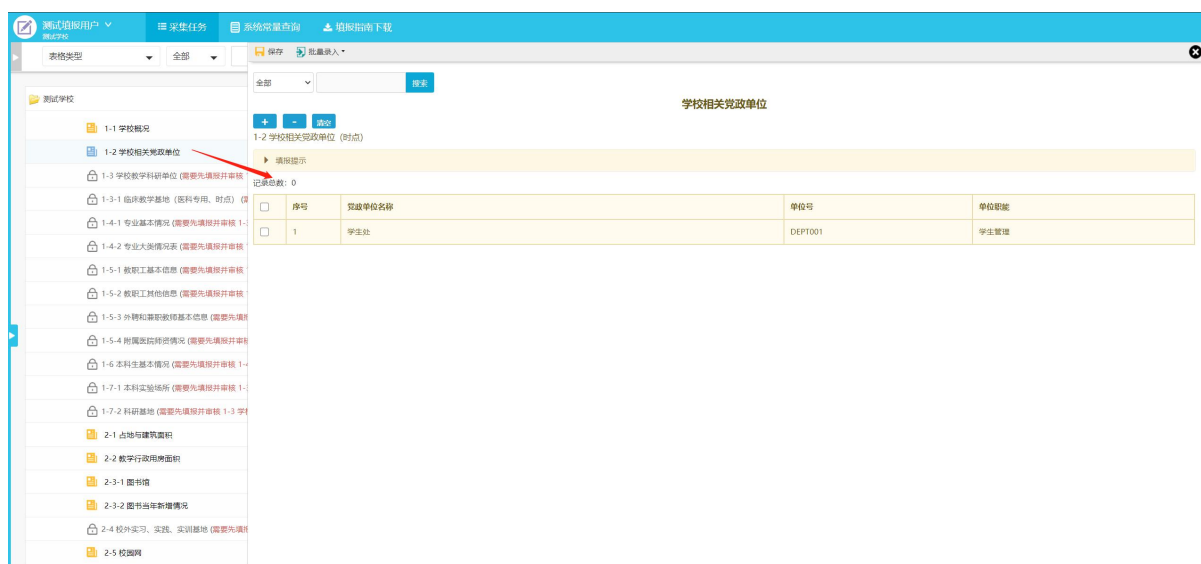 测试填报用户
测试学校
采集任务
系统常量查询
填报指南下载
表格类型
全部
测试学校
1-1 学校概况
1-2 学校相关党政单位
1-3 学校教学科研单位 (需要先填报并审核
1-3-1 临床教学基地（医科专用、时点）
1-4-1 专业基本情况 (需要先填报并审核 1-
1-4-2 专业大类情况表 (需要先填报并审核
1-5-1 教职工基本信息 (需要先填报并审核
1-5-2 教职工其他信息 (需要先填报并审核
1-5-3 外聘和兼职教师基本信息 (需要先填
1-5-4 附属医院师资情况 (需要先填报并审
1-6 本科生基本情况 (需要先填报并审核 1-
1-7-1 本科实验场所 (需要先填报并审核 1-
1-7-2 科研基地 (需要先填报并审核 1-3 学
2-1 占地与建筑面积
2-2 教学行政用房面积
2-3-1 图书馆
2-3-2 图书当年新增情况
2-4 校外实习、实践、实训基地 (需要先填
2-5 校园网
保存
批量录入
全部
搜索
学校相关党政单位
+ - 清空
1-2 学校相关党政单位（时点）
填报提示
记录总数：0
序号 党政单位名称 单位号 单位职能
1 学生处 DEPT001 学生管理